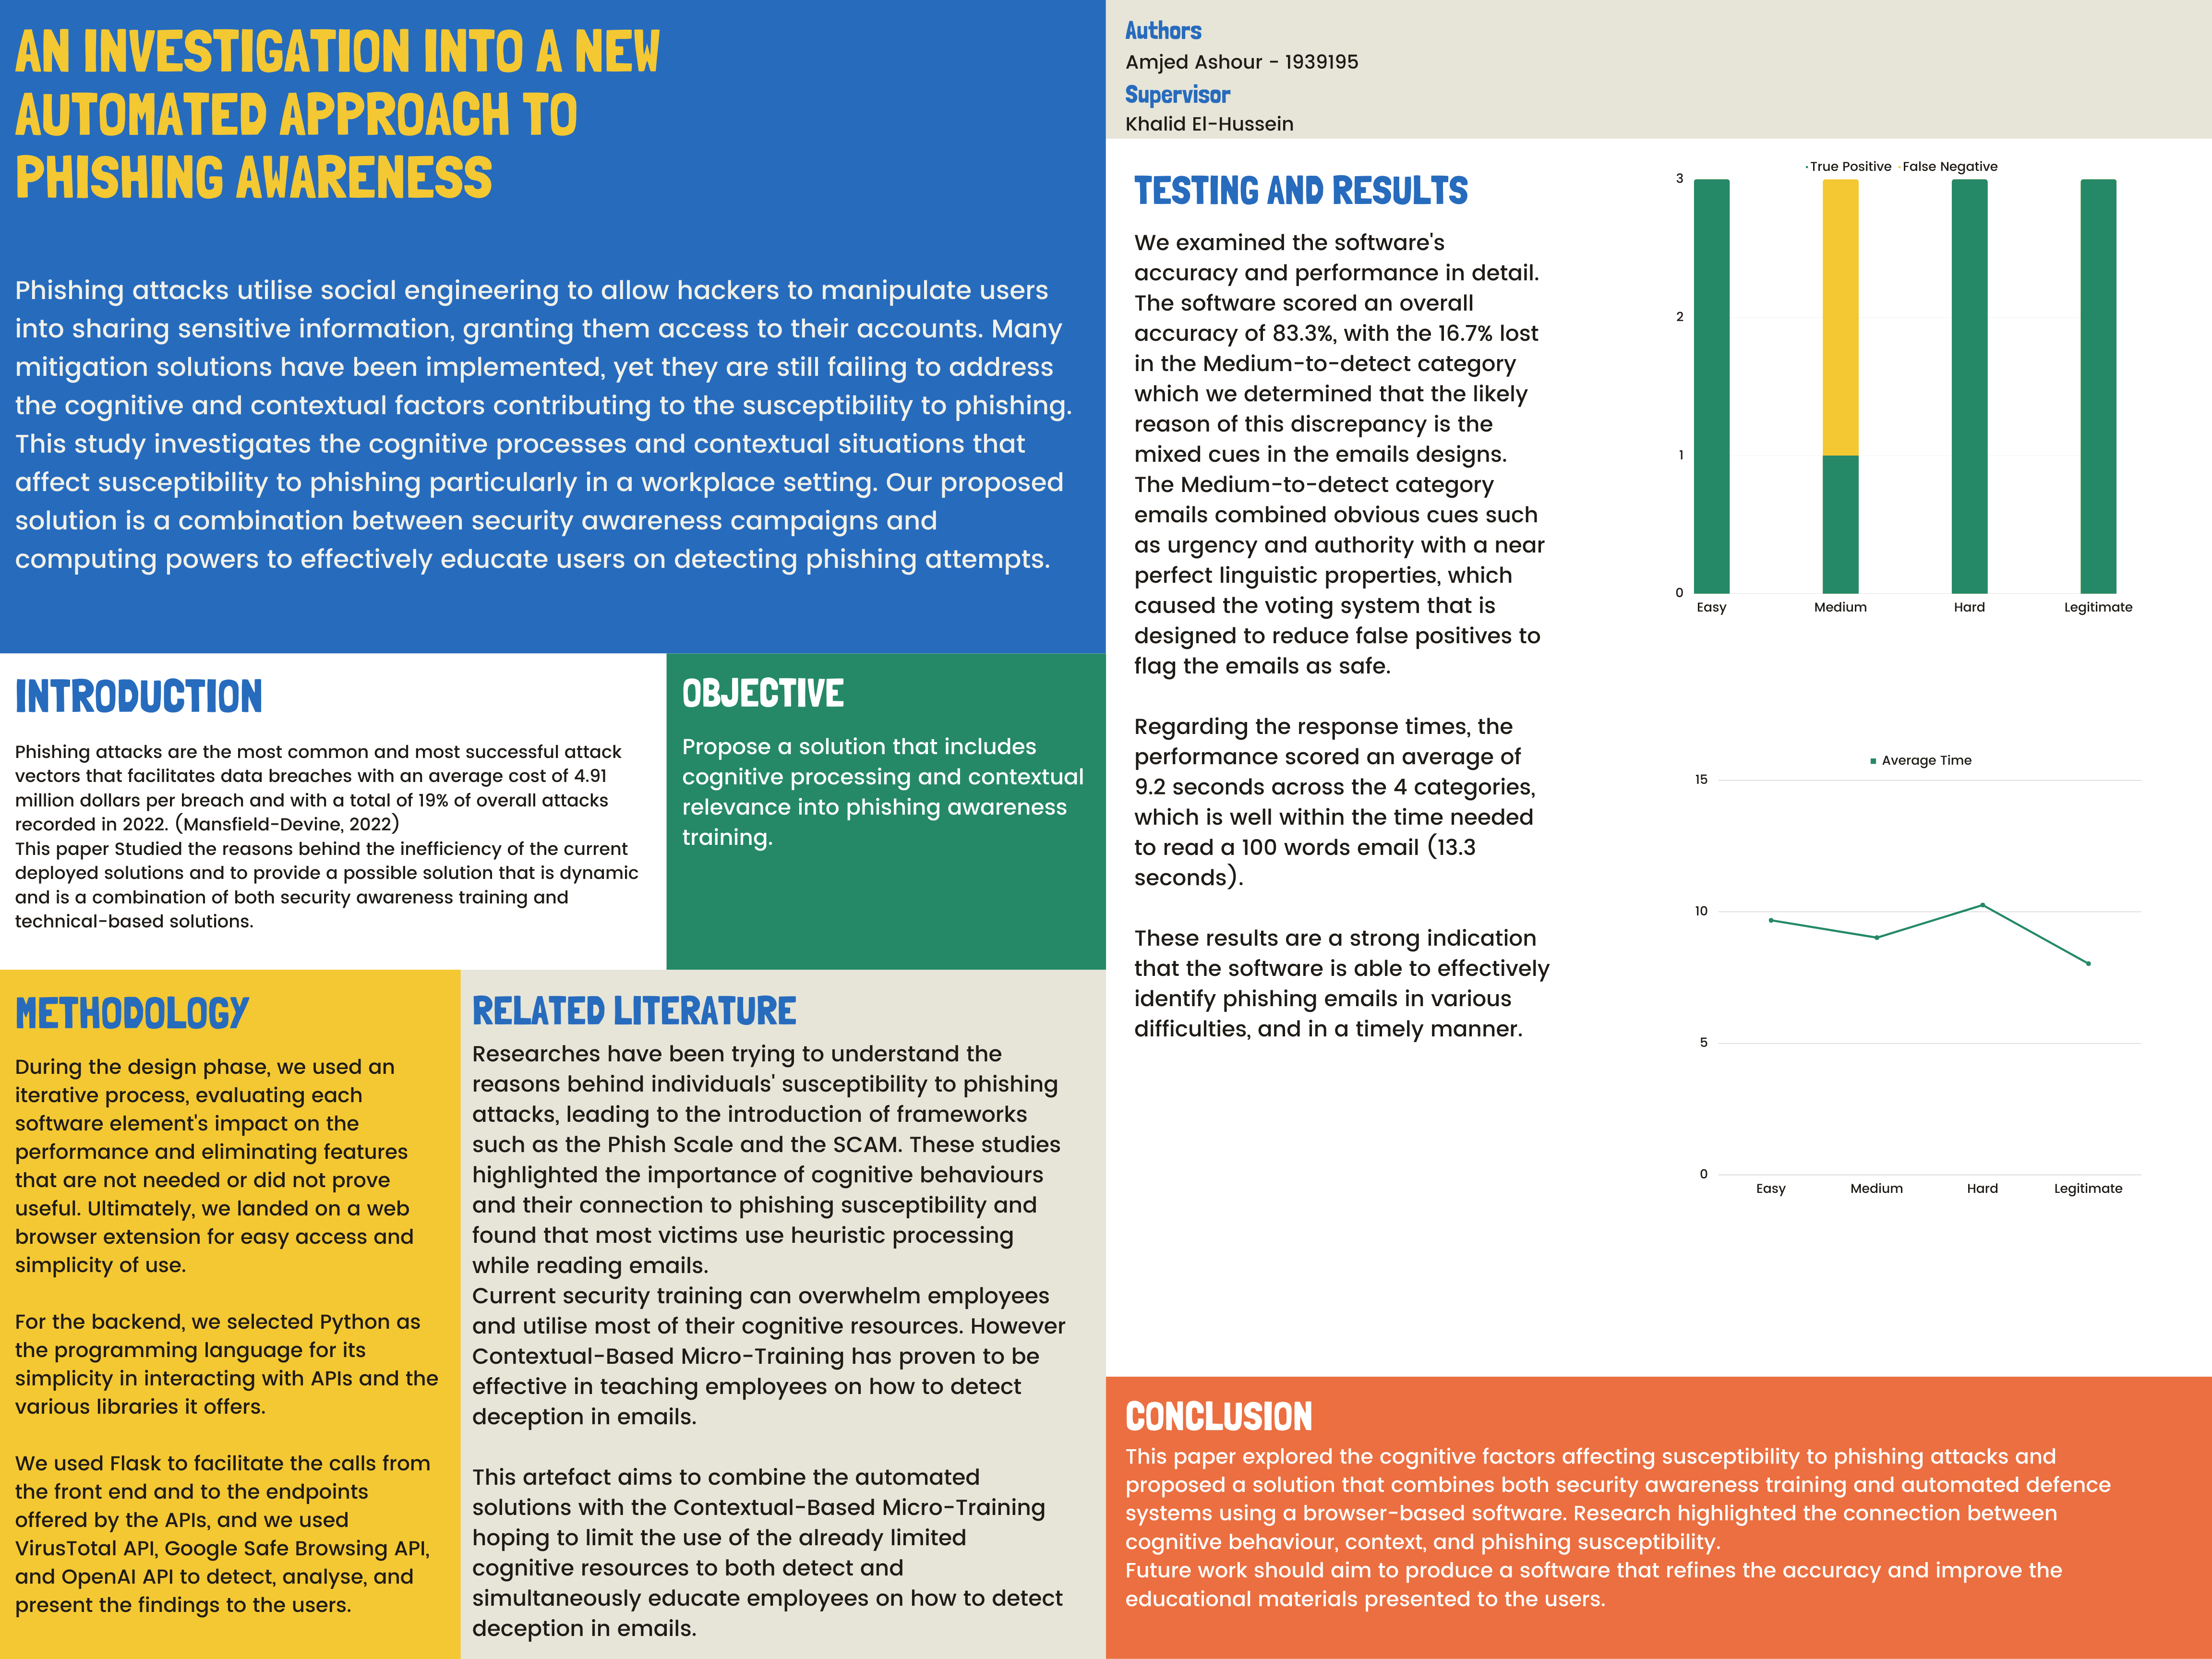 AN INVESTIGATION INTO A NEW
AUTOMATED APPROACH TO
PHISHING AWARENESS
Phishing attacks utilise social engineering to allow hackers to manipulate users
into sharing sensitive information, granting them access to their accounts. Many
mitigation solutions have been implemented, yet they are still failing to address
the cognitive and contextual factors contributing to the susceptibility to phishing.
This study investigates the cognitive processes and contextual situations that
affect susceptibility to phishing particularly in a workplace setting. Our proposed
solution is a combination between security awareness campaigns and
computing powers to effectively educate users on detecting phishing attempts.
INTRODUCTION
Phishing attacks are the most common and most successful attack
vectors that facilitates data breaches with an average cost of 4.91
million dollars per breach and with a total of 19% of overall attacks
recorded in 2022. (Mansfield-Devine, 2022)
This paper Studied the reasons behind the inefficiency of the current
deployed solutions and to provide a possible solution that is dynamic
and is a combination of both security awareness training and
technical-based solutions.
OBJECTIVE
Propose a solution that includes
cognitive processing and contextual
relevance into phishing awareness
training.
METHODOLOGY
During the design phase, we used an
iterative process, evaluating each
software element's impact on the
performance and eliminating features
that are not needed or did not prove
useful. Ultimately, we landed on a web
browser extension for easy access and
simplicity of use.
For the backend, we selected Python as
the programming language for its
simplicity in interacting with APIs and the
various libraries it offers.
We used Flask to facilitate the calls from
the front end and to the endpoints
offered by the APIs, and we used
VirusTotal API, Google Safe Browsing API,
and OpenAI API to detect, analyse, and
present the findings to the users.
RELATED LITERATURE
Researches have been trying to understand the
reasons behind individuals' susceptibility to phishing
attacks, leading to the introduction of frameworks
such as the Phish Scale and the SCAM. These studies
highlighted the importance of cognitive behaviours
and their connection to phishing susceptibility and
found that most victims use heuristic processing
while reading emails.
Current security training can overwhelm employees
and utilise most of their cognitive resources. However
Contextual-Based Micro-Training has proven to be
effective in teaching employees on how to detect
deception in emails.
This artefact aims to combine the automated
solutions with the Contextual-Based Micro-Training
hoping to limit the use of the already limited
cognitive resources to both detect and
simultaneously educate employees on how to detect
deception in emails.
Authors
Amjed Ashour - 1939195
Supervisor
Khalid El-Hussein
TESTING AND RESULTS
We examined the software's
accuracy and performance in detail.
The software scored an overall
accuracy of 83.3%, with the 16.7% lost
in the Medium-to-detect category
which we determined that the likely
reason of this discrepancy is the
mixed cues in the emails designs.
The Medium-to-detect category
emails combined obvious cues such
as urgency and authority with a near
perfect linguistic properties, which
caused the voting system that is
designed to reduce false positives to
flag the emails as safe.
Regarding the response times, the
performance scored an average of
9.2 seconds across the 4 categories,
which is well within the time needed
to read a 100 words email (13.3
seconds).
These results are a strong indication
that the software is able to effectively
identify phishing emails in various
difficulties, and in a timely manner.
True Positive False Negative
3
2
1
0
Easy Medium Hard Legitimate
Average Time
15
10
5
0
Easy Medium Hard Legitimate
CONCLUSION
This paper explored the cognitive factors affecting susceptibility to phishing attacks and
proposed a solution that combines both security awareness training and automated defence
systems using a browser-based software. Research highlighted the connection between
cognitive behaviour, context, and phishing susceptibility.
Future work should aim to produce a software that refines the accuracy and improve the
educational materials presented to the users.